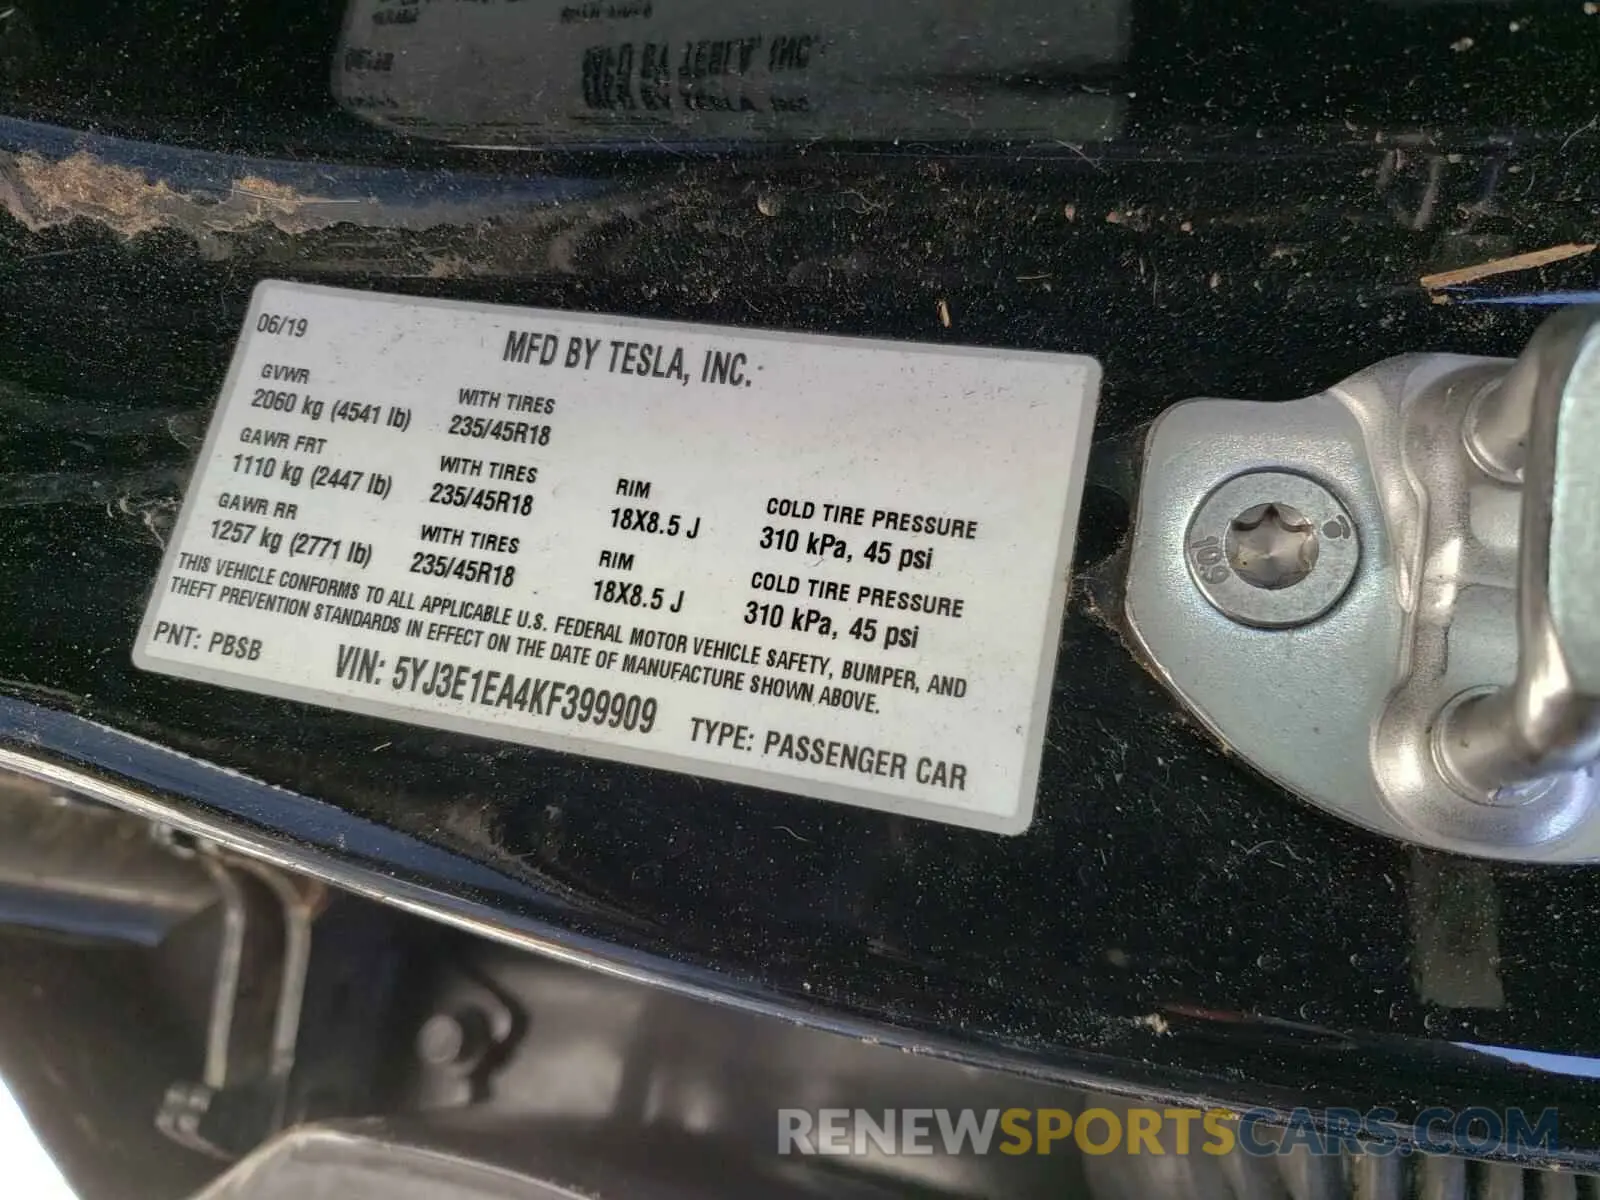 06/19
MFD BY TESLA, INC.
GVWR
2060 kg (4541 lb)
WITH TIRES
235/45R18
GAWR FRT
1110 kg (2447 lb)
WITH TIRES
235/45R18
RIM
18X8.5 J
COLD TIRE PRESSURE
310 kPa, 45 psi
GAWR RR
1257 kg (2771 lb)
WITH TIRES
235/45R18
RIM
18X8.5 J
COLD TIRE PRESSURE
310 kPa, 45 psi
THIS VEHICLE CONFORMS TO ALL APPLICABLE U.S. FEDERAL MOTOR VEHICLE SAFETY, BUMPER, AND
THEFT PREVENTION STANDARDS IN EFFECT ON THE DATE OF MANUFACTURE SHOWN ABOVE.
PNT: PBSB
VIN: 5YJ3E1EA4KF399909
TYPE: PASSENGER CAR
10.9
RENEWSPORTSCARS.COM